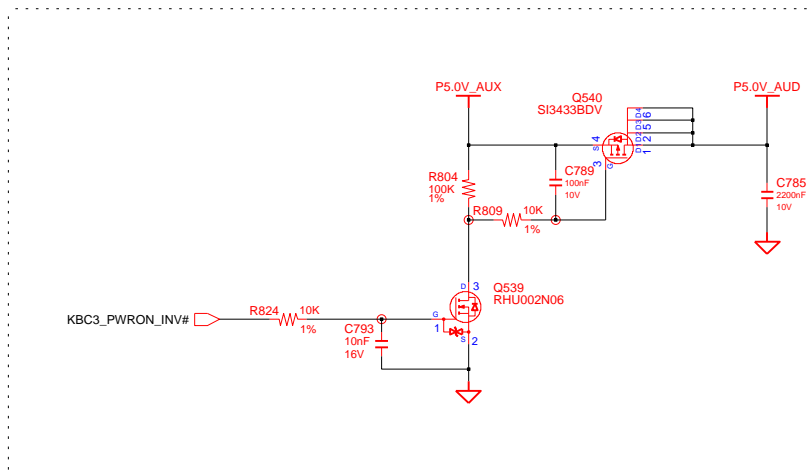 P5.0V_AUX
P5.0V_AUD
Q540
SI3433BDV
D4
6
D3
5
D2
2
D1
1
4
S
3
G
R804
100K
1%
C789
100nF
10V
C785
2200nF
10V
R809
10K
1%
D
3
Q539
RHU002N06
KBC3_PWRON_INV#
R824
10K
1%
G
1
S
2
C793
10nF
16V